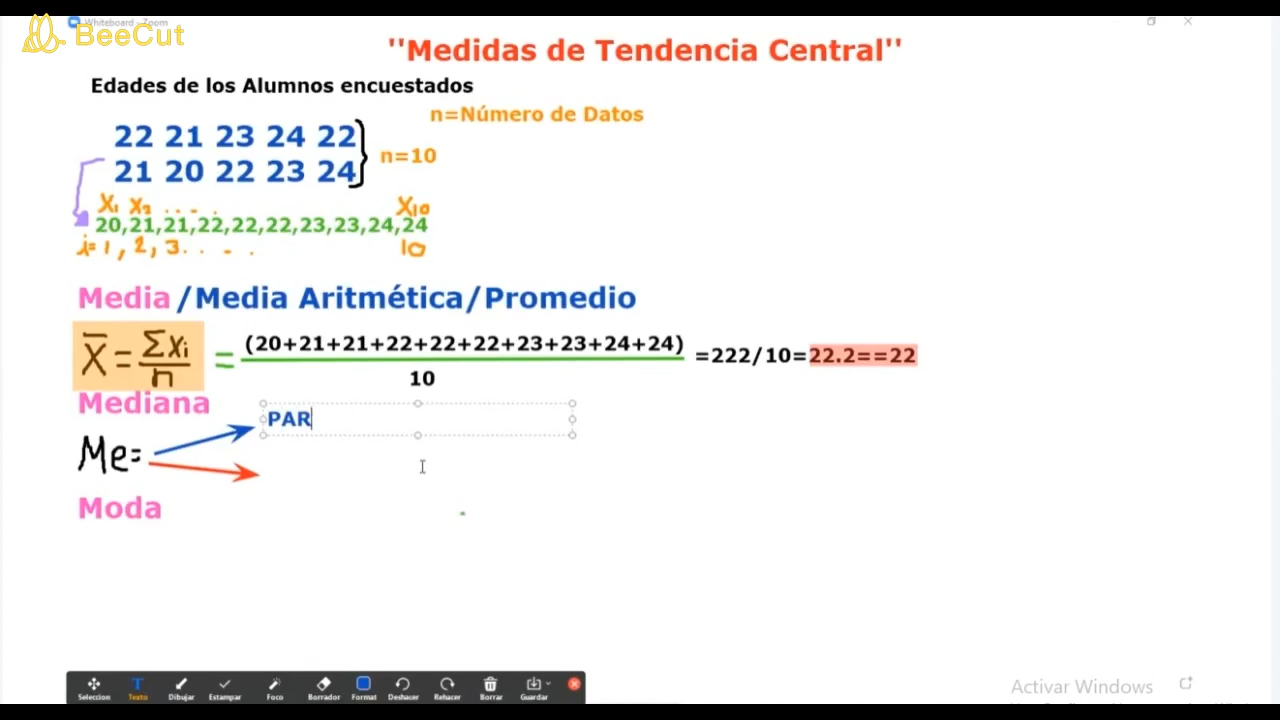 Whiteboard - Zoom
BeeCut
''Medidas de Tendencia Central''
Edades de los Alumnos encuestados
n=Número de Datos
22 21 23 24 22
21 20 22 23 24
n=10
X1 X2 . . - . X10
20,21,21,22,22,22,23,23,24,24
i=1, 2, 3 . . - . 10
Media /Media Aritmética/Promedio
X̄ = ΣXi / n = (20+21+21+22+22+22+23+23+24+24) / 10 =222/10=22.2==22
Mediana
PAR
Me=
Moda
Seleccion Texto Dibujar Estampar Foco Borrador Format Deshacer Rehacer Borrar Guardar
Activar Windows